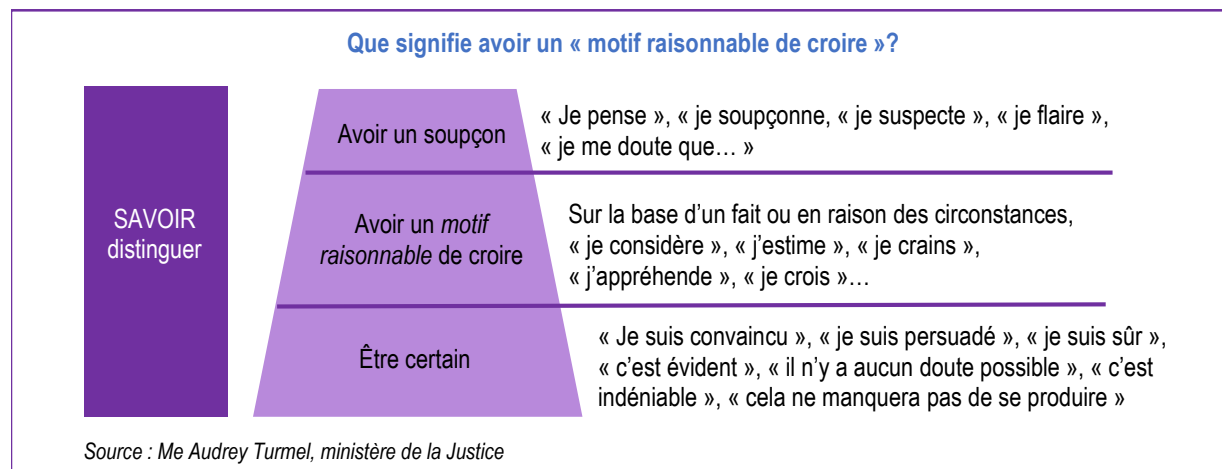 Que signifie avoir un « motif raisonnable de croire »?
SAVOIR
distinguer
Avoir un soupçon
« Je pense », « je soupçonne, « je suspecte », « je flaire »,
« je me doute que… »
Avoir un motif
raisonnable de croire
Sur la base d’un fait ou en raison des circonstances,
« je considère », « j’estime », « je crains »,
« j’appréhende », « je crois »…
Être certain
« Je suis convaincu », « je suis persuadé », « je suis sûr »,
« c’est évident », « il n’y a aucun doute possible », « c’est
indéniable », « cela ne manquera pas de se produire »
Source : Me Audrey Turmel, ministère de la Justice